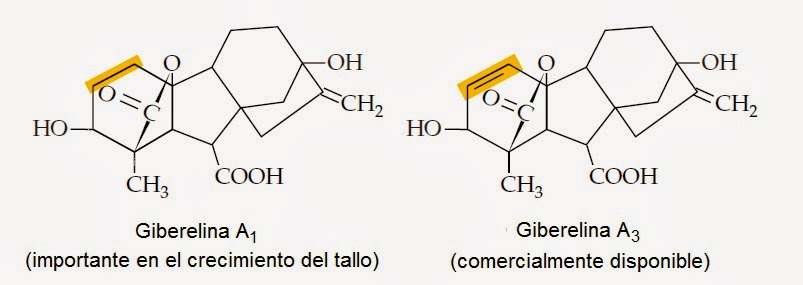 O
OH
O
C
CH₂
HO
CH₃
COOH
Giberelina A₁
(importante en el crecimiento del tallo)
O
OH
O
C
CH₂
HO
CH₃
COOH
Giberelina A₃
(comercialmente disponible)